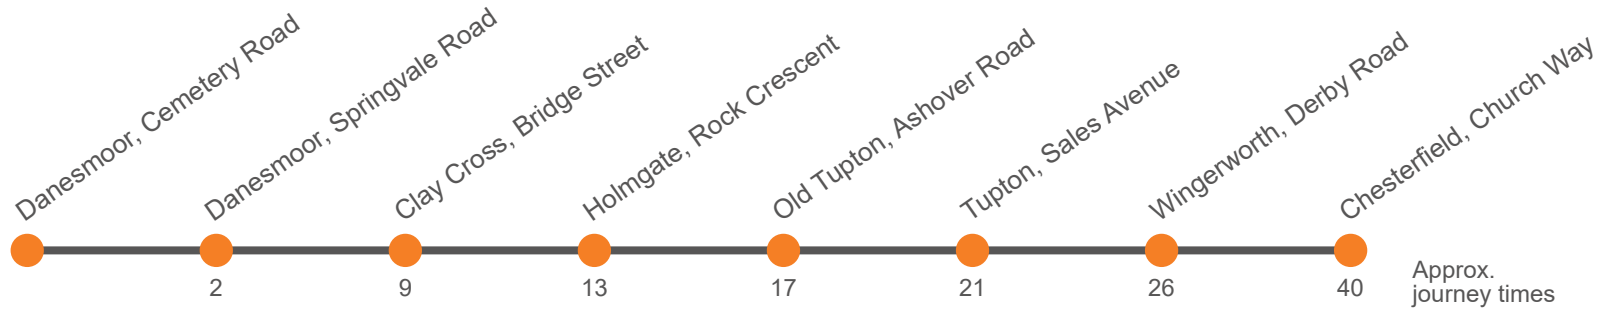 Danesmoor, Cemetery Road
Danesmoor, Springvale Road
Clay Cross, Bridge Street
Holmgate, Rock Crescent
Old Tupton, Ashover Road
Tupton, Sales Avenue
Wingerworth, Derby Road
Chesterfield, Church Way
2 9 13 17 21 26 40
Approx.
journey times